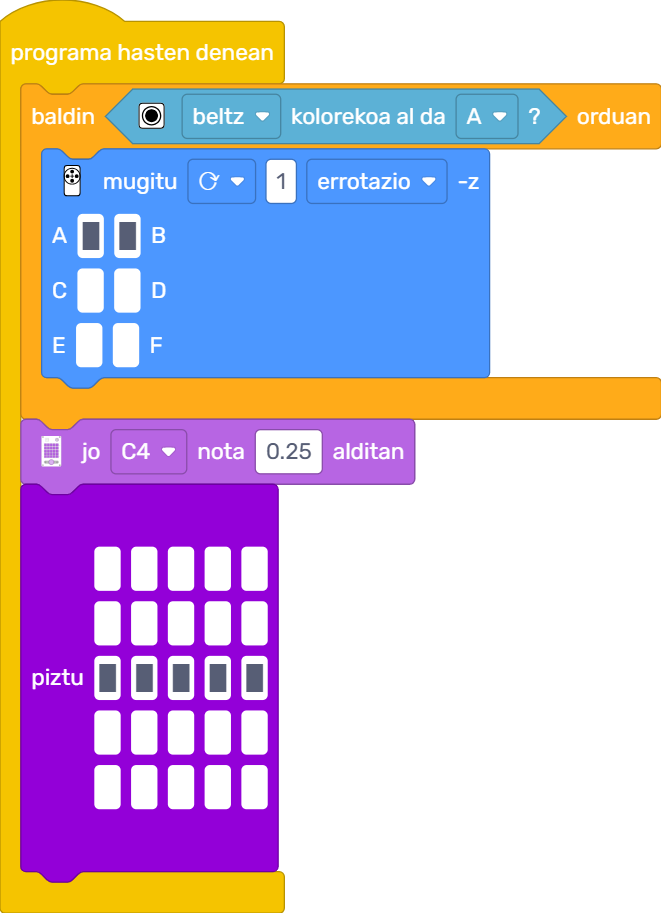 programa hasten denean
baldin beltz kolorekoa al da A ? orduan
mugitu 1 errotazio -z
A B
C D
E F
jo C4 nota 0.25 alditan
piztu